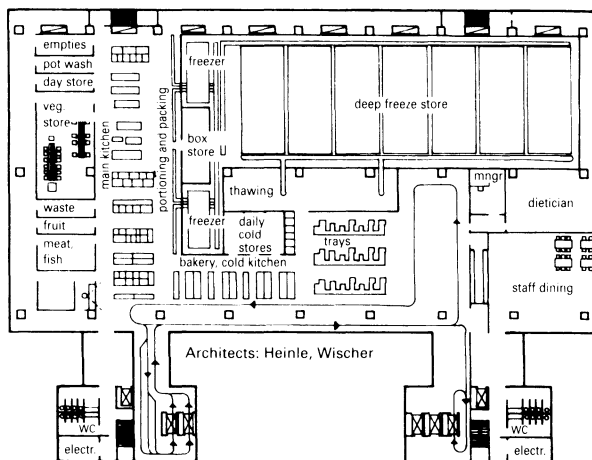 empties
pot wash
day store
veg.
store
main kitchen
portioning and packing
freezer
deep freeze store
box
store
thawing
mngr
dietician
waste
fruit
meat,
fish
freezer
daily
cold
stores
trays
bakery, cold kitchen
staff dining
Architects: Heinle, Wischer
WC
electr.
WC
electr.